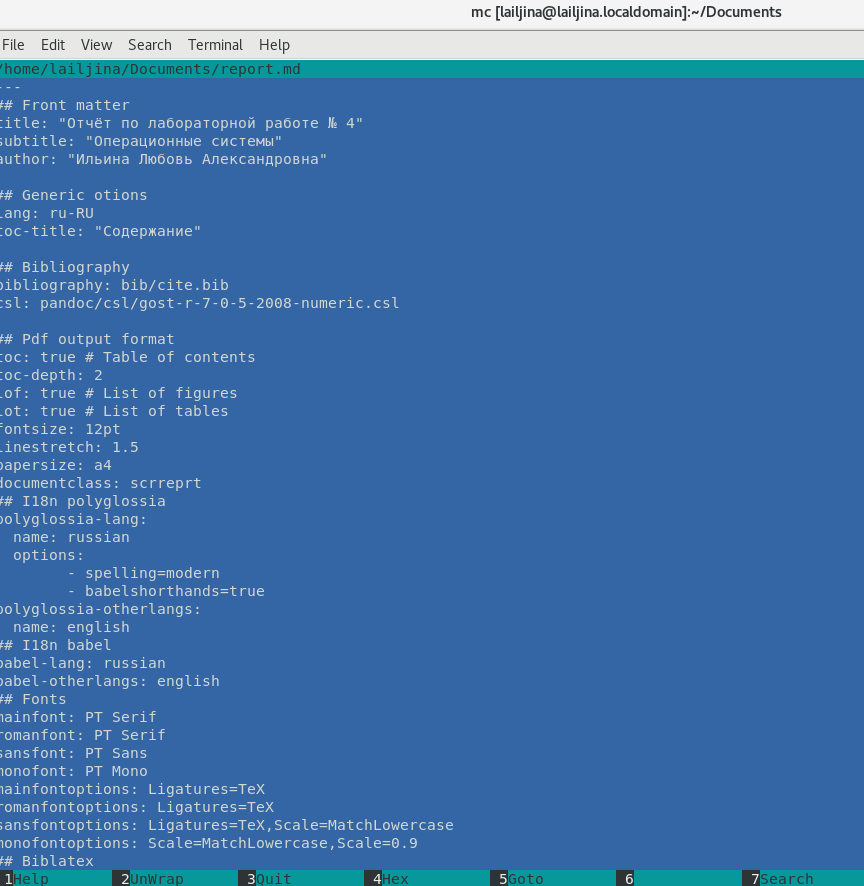 mc [lailjina@lailjina.localdomain]:~/Documents
File Edit View Search Terminal Help
/home/lailjina/Documents/report.md
---
## Front matter
title: "Отчёт по лабораторной работе № 4"
subtitle: "Операционные системы"
author: "Ильина Любовь Александровна"
## Generic otions
lang: ru-RU
toc-title: "Содержание"
## Bibliography
bibliography: bib/cite.bib
csl: pandoc/csl/gost-r-7-0-5-2008-numeric.csl
## Pdf output format
toc: true # Table of contents
toc-depth: 2
lof: true # List of figures
lot: true # List of tables
fontsize: 12pt
linestretch: 1.5
papersize: a4
documentclass: scrreprt
## I18n polyglossia
polyglossia-lang:
  name: russian
  options:
        - spelling=modern
        - babelshorthands=true
polyglossia-otherlangs:
  name: english
## I18n babel
babel-lang: russian
babel-otherlangs: english
## Fonts
mainfont: PT Serif
romanfont: PT Serif
sansfont: PT Sans
monofont: PT Mono
mainfontoptions: Ligatures=TeX
romanfontoptions: Ligatures=TeX
sansfontoptions: Ligatures=TeX,Scale=MatchLowercase
monofontoptions: Scale=MatchLowercase,Scale=0.9
## Biblatex
1Help 2UnWrap 3Quit 4Hex 5Goto 6 7Search